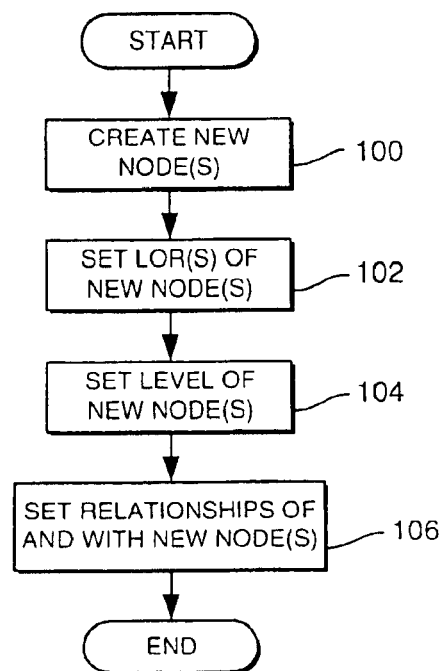 START
CREATE NEW
NODE(S)
100
SET LOR(S) OF
NEW NODE(S)
102
SET LEVEL OF
NEW NODE(S)
104
SET RELATIONSHIPS OF
AND WITH NEW NODE(S)
106
END